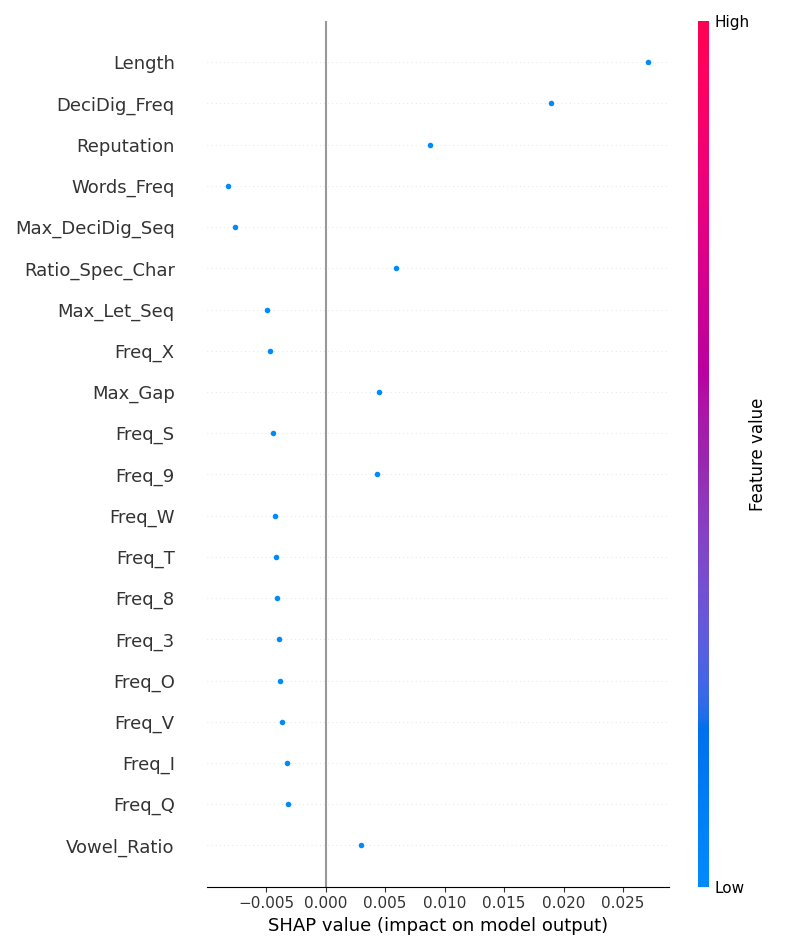 High
Length
DeciDig_Freq
Reputation
Words_Freq
Max_DeciDig_Seq
Ratio_Spec_Char
Max_Let_Seq
Freq_X
Max_Gap
Freq_S
Freq_9
Freq_W
Freq_T
Freq_8
Freq_3
Freq_O
Freq_V
Freq_I
Freq_Q
Vowel_Ratio
Feature value
Low
−0.005 0.000 0.005 0.010 0.015 0.020 0.025
SHAP value (impact on model output)